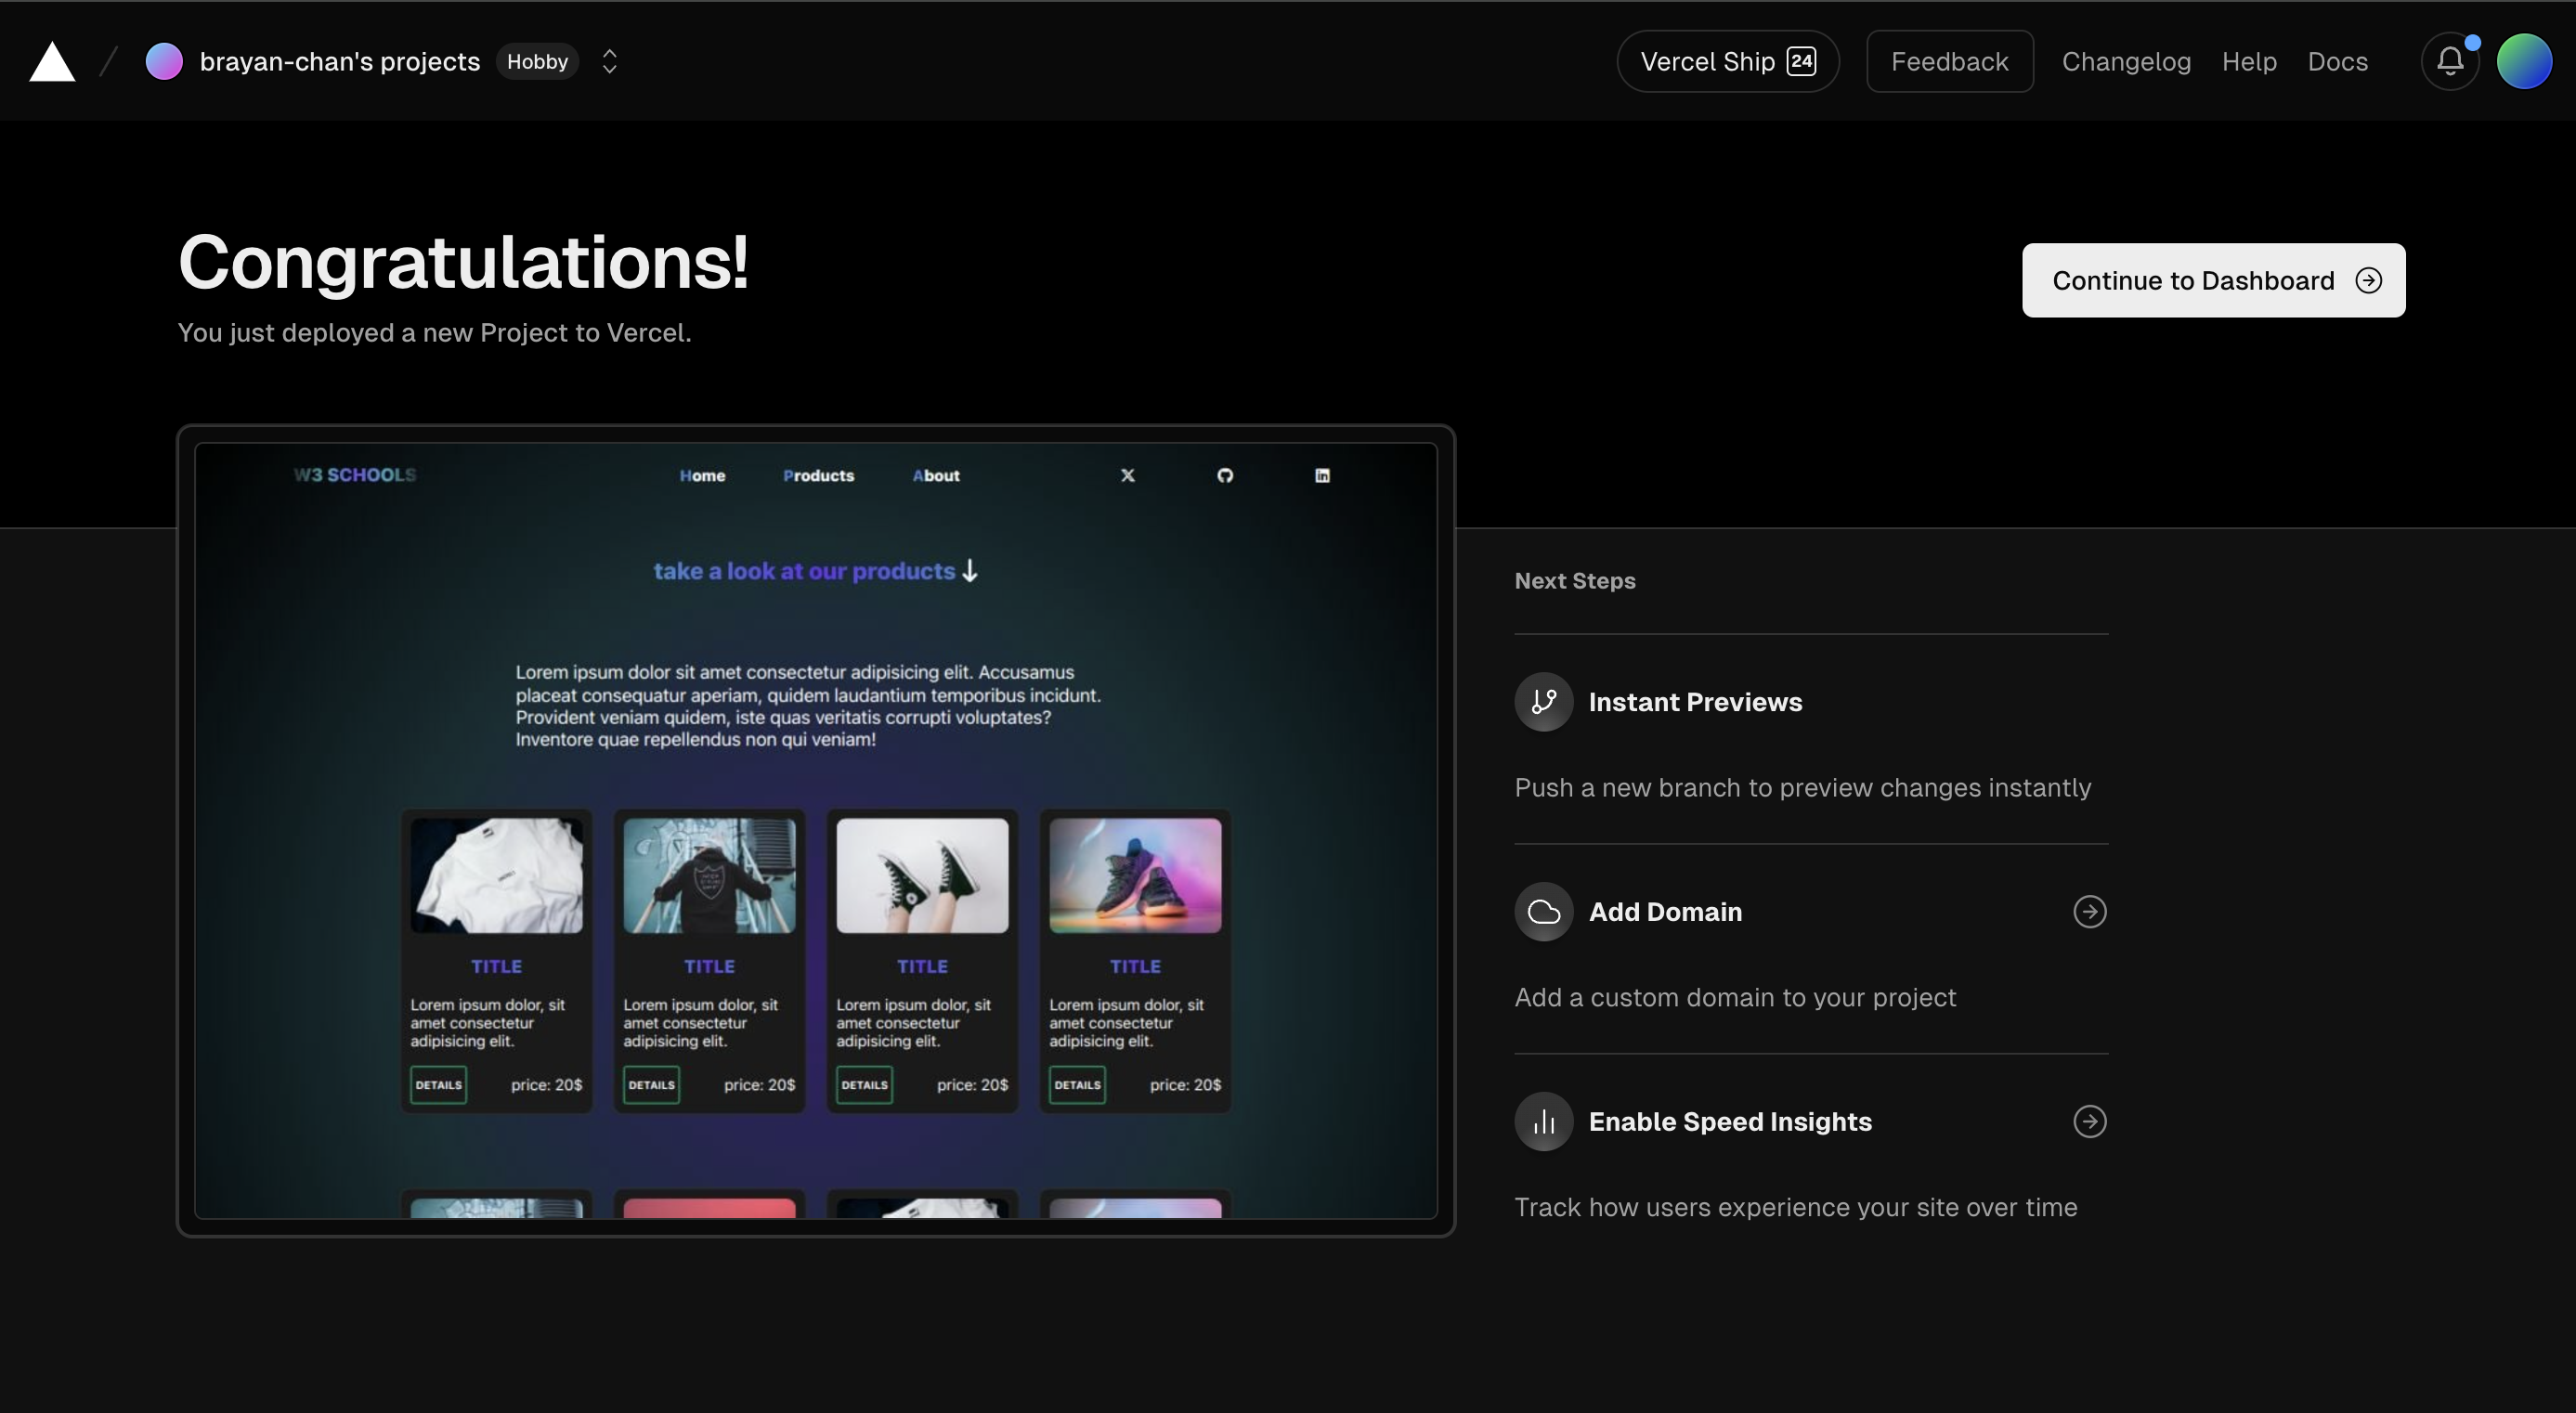 brayan-chan's projects Hobby
Vercel Ship 24 Feedback Changelog Help Docs
Congratulations!
You just deployed a new Project to Vercel.
Continue to Dashboard
W3 SCHOOLS Home Products About
take a look at our products
Lorem ipsum dolor sit amet consectetur adipisicing elit. Accusamus
placeat consequatur aperiam, quidem laudantium temporibus incidunt.
Provident veniam quidem, iste quas veritatis corrupti voluptates?
Inventore quae repellendus non qui veniam!
TITLE
Lorem ipsum dolor, sit
amet consectetur
adipisicing elit.
DETAILS price: 20$
TITLE
Lorem ipsum dolor, sit
amet consectetur
adipisicing elit.
DETAILS price: 20$
TITLE
Lorem ipsum dolor, sit
amet consectetur
adipisicing elit.
DETAILS price: 20$
TITLE
Lorem ipsum dolor, sit
amet consectetur
adipisicing elit.
DETAILS price: 20$
Next Steps
Instant Previews
Push a new branch to preview changes instantly
Add Domain
Add a custom domain to your project
Enable Speed Insights
Track how users experience your site over time